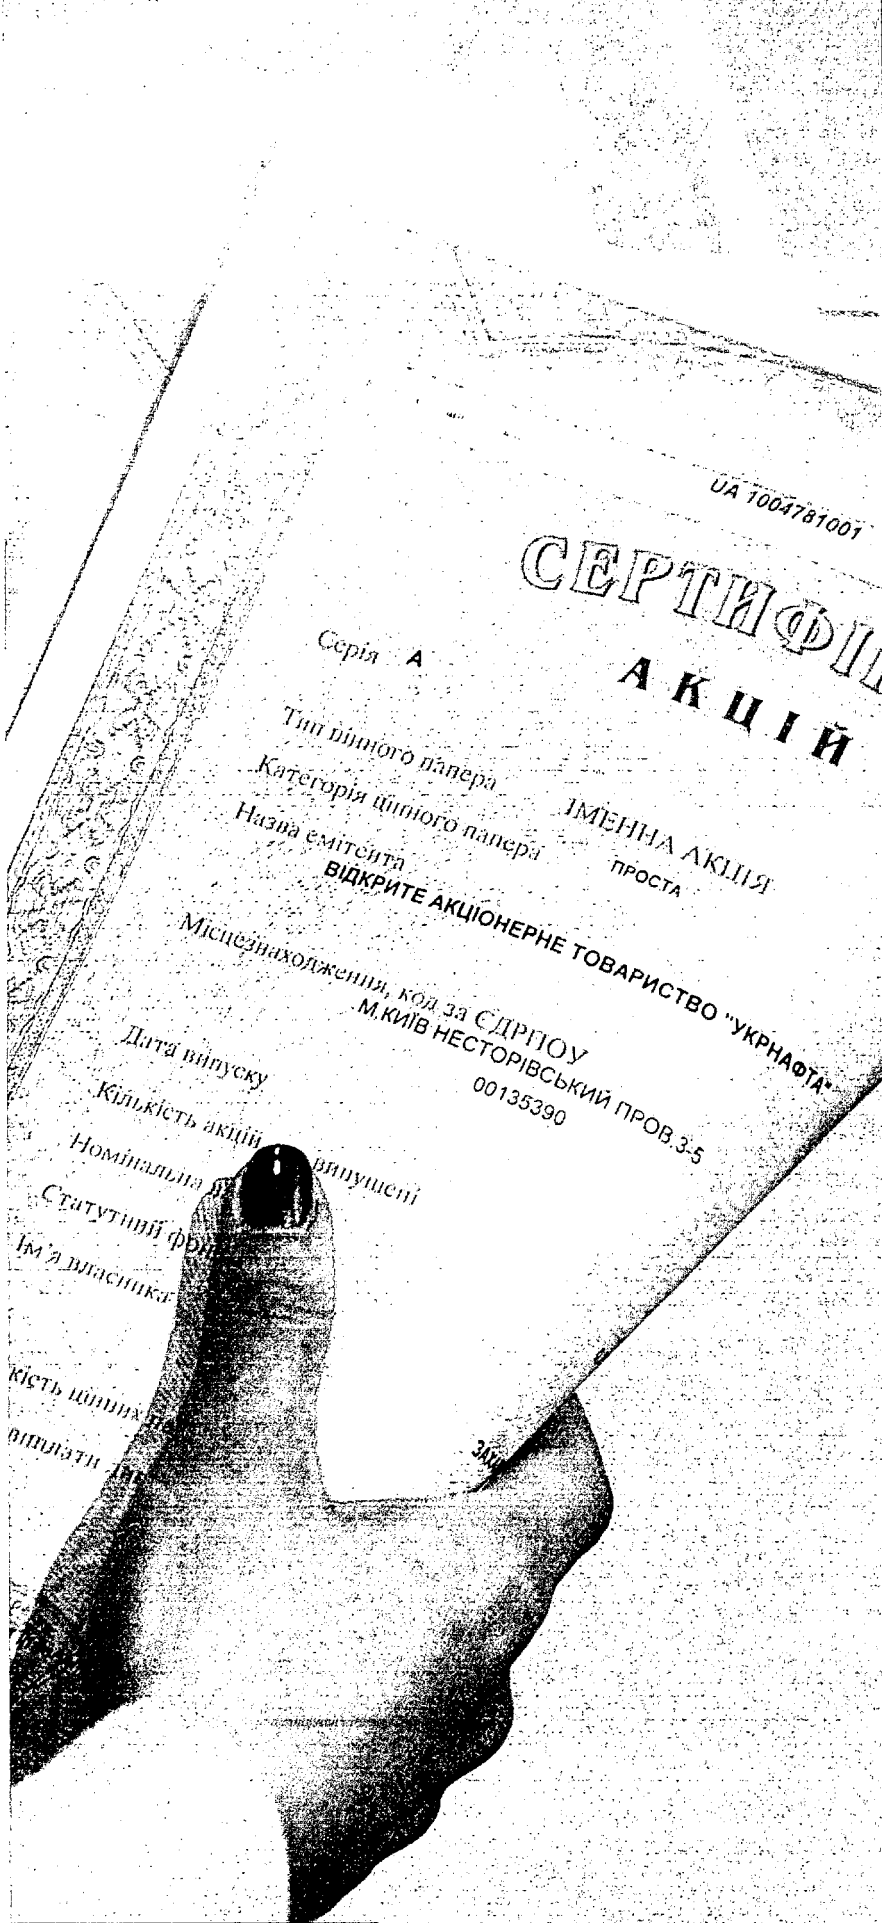 UA 1004781001
СЕРТИФІ
АКЦІЙ
Серія А
Тип цінного папера ІМЕННА АКЦІЯ
Категорія цінного папера ПРОСТА
Назва емітента
ВІДКРИТЕ АКЦІОНЕРНЕ ТОВАРИСТВО "УКРНАФТА"
Місцезнаходження, код за ЄДРПОУ
М.КИЇВ НЕСТОРІВСЬКИЙ ПРОВ.3-5
00135390
Дата випуску
Кількість акцій випущені
Номінальна
Статутний фон
Ім'я власника
кість цінних
виплати